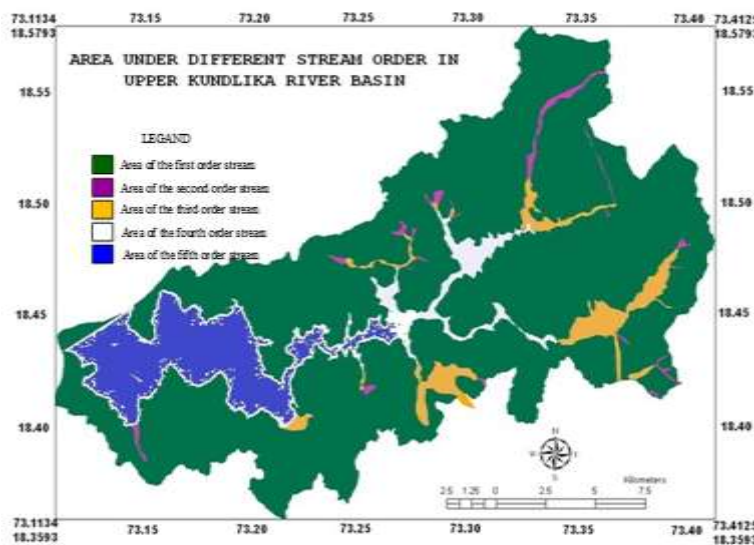 73.1134 73.15 73.20 73.25 73.30 73.35 73.40 73.4125
18.5793 18.5793
AREA UNDER DIFFERENT STREAM ORDER IN
UPPER KUNDLIKA RIVER BASIN
18.55 18.55
LEGAND
Area of the first order stream
Area of the second order stream
Area of the third order stream
Area of the fourth order stream
Area of the fifth order stream
18.50 18.50
18.45 18.45
18.40 18.40
N
W E
S
Kilometers
2.5 1.25 0 2.5 5 7.5
73.1134 73.15 73.20 73.25 73.30 73.35 73.40 73.4125
18.3593 18.3593